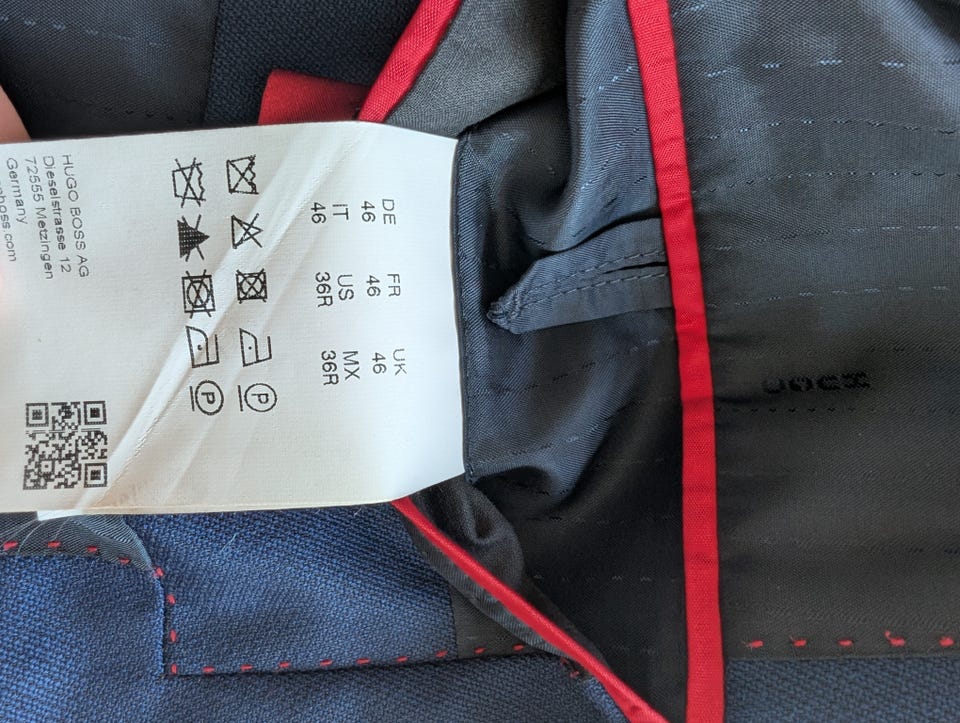 DE FR UK
46 46 46
IT US MX
46 36R 36R
P
P
HUGO BOSS AG
Dieselstrasse 12
72555 Metzingen
Germany